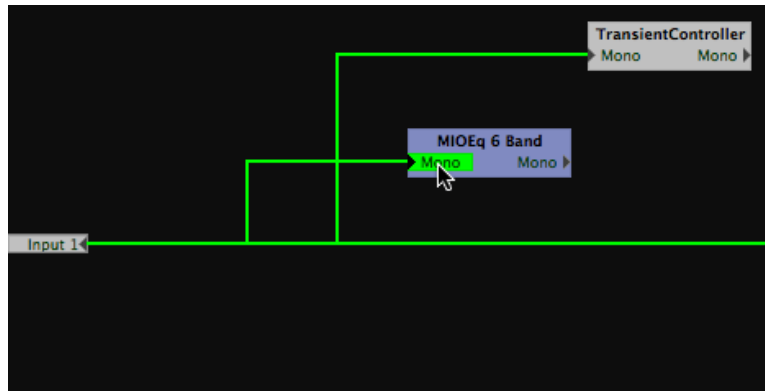 TransientController
Mono Mono
MIOEq 6 Band
Mono Mono
Input 1